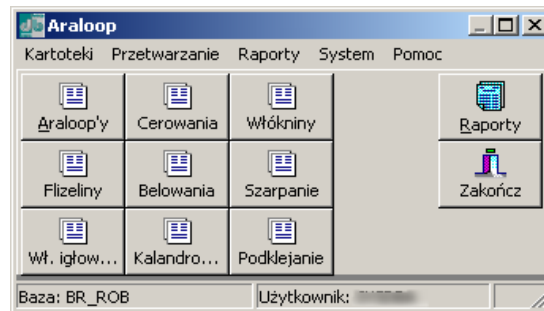 Araloop
Kartoteki Przetwarzanie Raporty System Pomoc
Araloop'y Cerowania Włókniny Raporty
Flizeliny Belowania Szarpanie Zakończ
Wł. igłow... Kalandro... Podklejanie
Baza: BR_ROB Użytkownik: